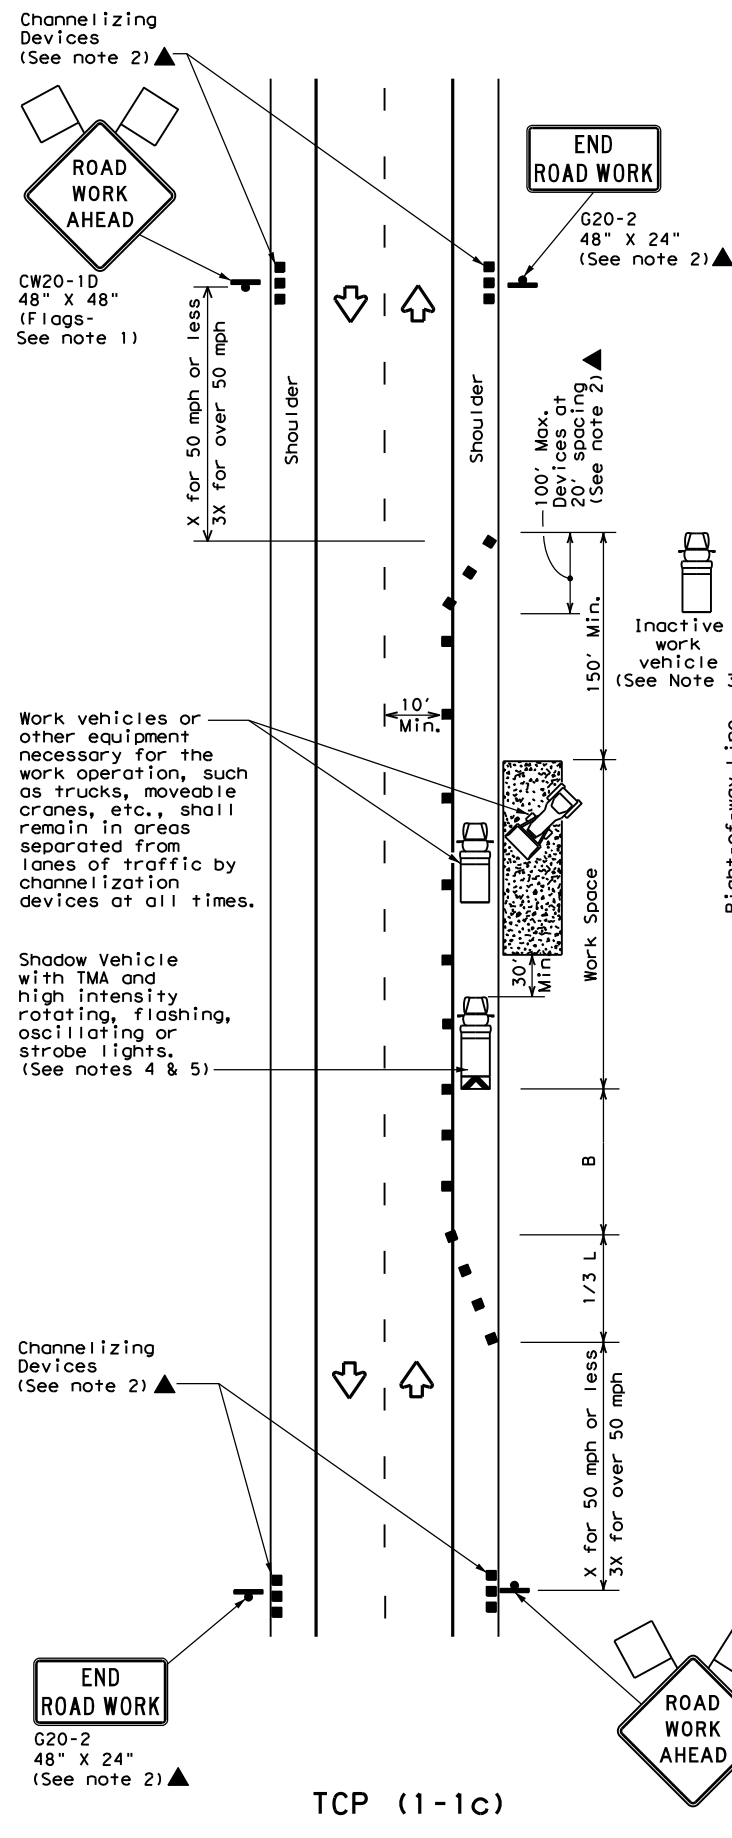 Channelizing
Devices
(See note 2)
ROAD
WORK
AHEAD
CW20-1D
48" X 48"
(Flags-
See note 1)
END
ROAD WORK
G20-2
48" X 24"
(See note 2)
X for 50 mph or less
3X for over 50 mph
Shoulder
Shoulder
100' Max.
Devices at
20' spacing
(See note 2)
150' Min.
Inactive
work
vehicle
(See Note 3
10'
Min.
Work vehicles or
other equipment
necessary for the
work operation, such
as trucks, moveable
cranes, etc., shall
remain in areas
separated from
lanes of traffic by
channelization
devices at all times.
Right-of-way Line
Work Space
30'
Min.
Shadow Vehicle
with TMA and
high intensity
rotating, flashing,
oscillating or
strobe lights.
(See notes 4 & 5)
B
1/3 L
Channelizing
Devices
(See note 2)
X for 50 mph or less
3X for over 50 mph
END
ROAD WORK
G20-2
48" X 24"
(See note 2)
ROAD
WORK
AHEAD
TCP (1-1c)